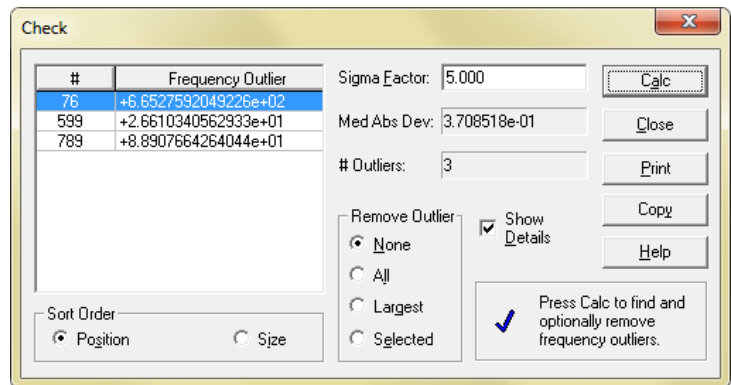 Check
# Frequency Outlier
76 +6.6527592049226e+02
599 +2.6610340562933e+01
789 +8.8907664264044e+01
Sort Order
Position Size
Sigma Factor: 5.000
Med Abs Dev: 3.708518e-01
# Outliers: 3
Remove Outlier
None
All
Largest
Selected
Show
Details
Calc
Close
Print
Copy
Help
Press Calc to find and
optionally remove
frequency outliers.